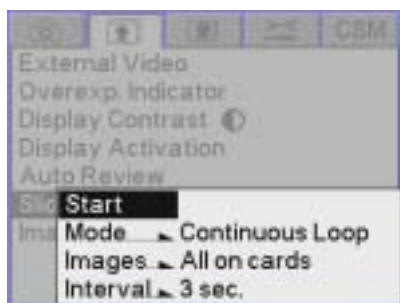 CSM
External Video
Overexp. Indicator
Display Contrast
Display Activation
Auto Review
Start
Mode Continuous Loop
Images All on cards
Interval 3 sec.